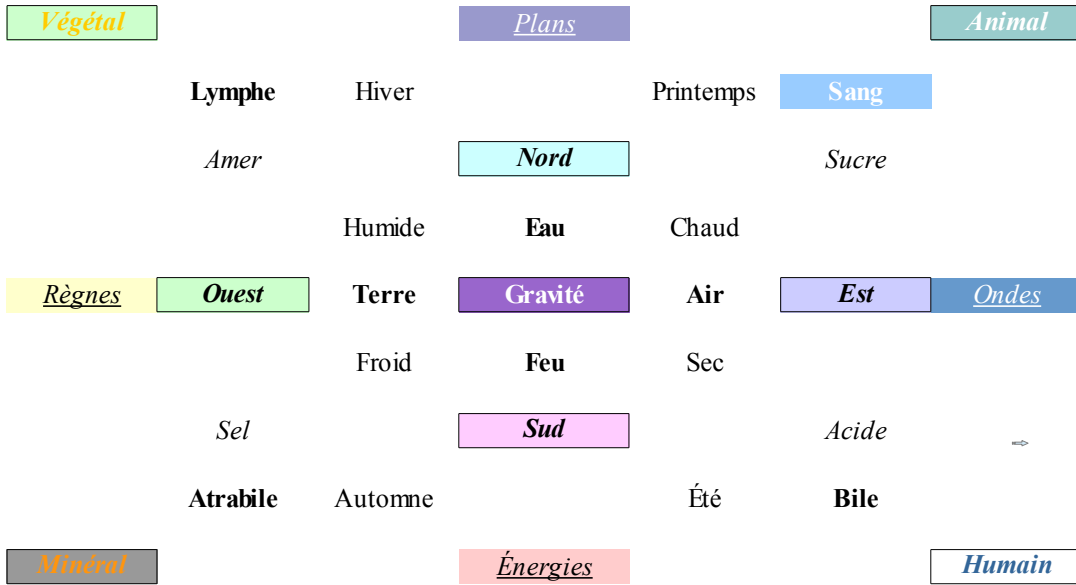 Végétal Plans Animal
Lymphe Hiver Printemps Sang
Amer Nord Sucre
Humide Eau Chaud
Règnes Ouest Terre Gravité Air Est Ondes
Froid Feu Sec
Sel Sud Acide
Atrabile Automne Été Bile
Minéral Énergies Humain